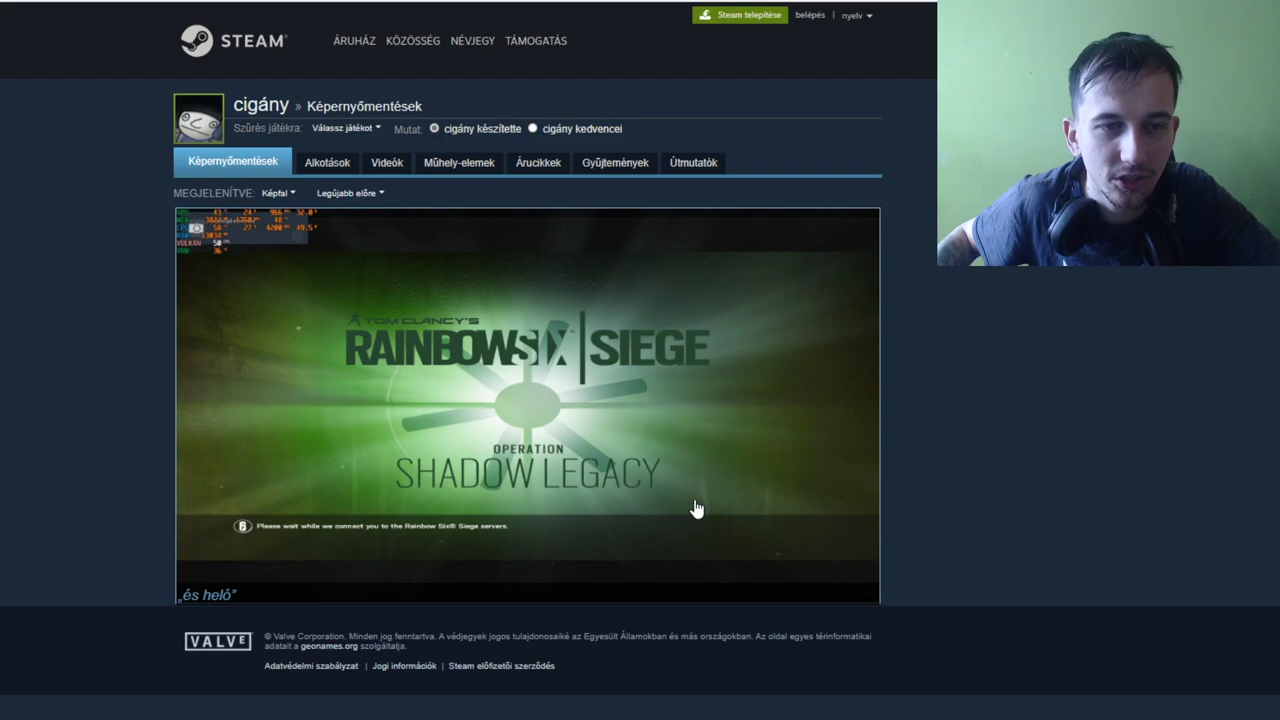 Steam telepítése belépés | nyelv
STEAM ÁRUHÁZ KÖZÖSSÉG NÉVJEGY TÁMOGATÁS
cigány » Képernyőmentések
Szűrés játékra: Válassz játékot Mutat: cigány készítette cigány kedvencei
Képernyőmentések Alkotások Videók Műhely-elemek Árucikkek Gyűjtemények Útmutatók
MEGJELENÍTVE: Képfal Legújabb előre
VULKAN 50
TOM CLANCY'S
RAINBOWSIX|SIEGE
OPERATION
SHADOW LEGACY
Please wait while we connect you to the Rainbow Six® Siege servers.
„és heló”
VALVE
© Valve Corporation. Minden jog fenntartva. A védjegyek jogos tulajdonosaiké az Egyesült Államokban és más országokban. Az oldal egyes térinformatikai
adatait a geonames.org szolgáltatja.
Adatvédelmi szabályzat | Jogi információk | Steam előfizetői szerződés